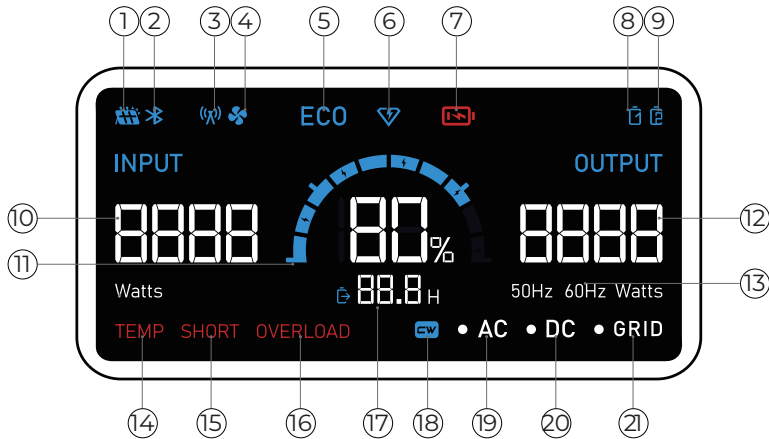 1 2 3 4 5 6 7 8 9
ECO 1 2
INPUT OUTPUT
10 8888 80% 8888 12
11 88.8 H 13
Watts 50Hz 60Hz Watts
TEMP SHORT OVERLOAD CW • AC • DC • GRID
14 15 16 17 18 19 20 21